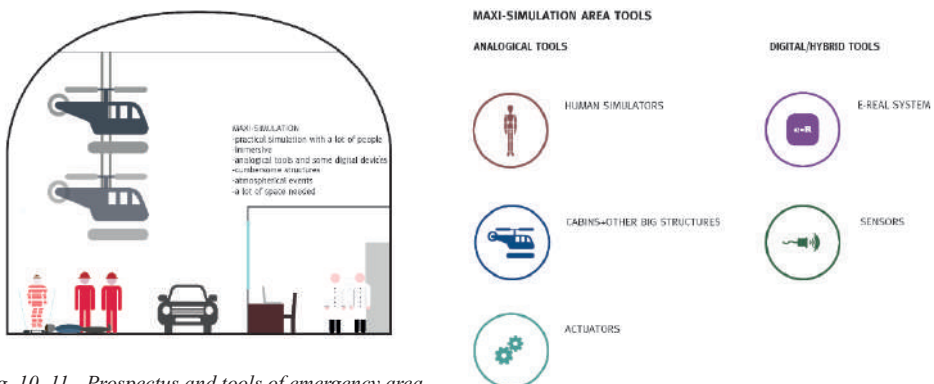 MAXI-SIMULATION
-practical simulation with a lot of people
-immersive
-analogical tools and some digital devices
-cumbersome structures
-atmospherical events
-a lot of space needed
g. 10, 11 - Prospectus and tools of emergency area
MAXI-SIMULATION AREA TOOLS
ANALOGICAL TOOLS
HUMAN SIMULATORS
CABINS+OTHER BIG STRUCTURES
ACTUATORS
DIGITAL/HYBRID TOOLS
e-R
E-REAL SYSTEM
SENSORS